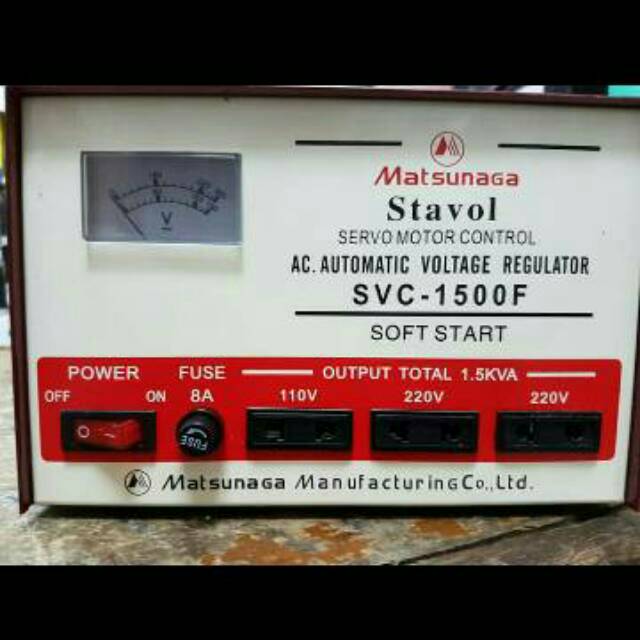 Matsunaga
Stavol
SERVO MOTOR CONTROL
AC. AUTOMATIC VOLTAGE REGULATOR
SVC-1500F
SOFT START
V
POWER FUSE OUTPUT TOTAL 1.5KVA
OFF ON 8A 110V 220V 220V
FUSE
Matsunaga Manufacturing Co., Ltd.